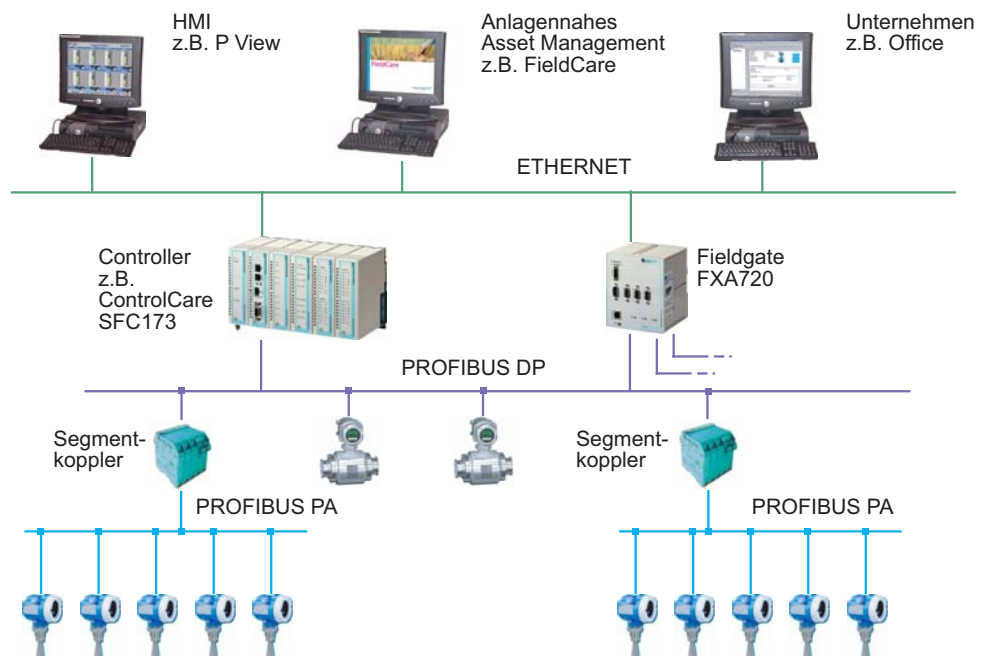 HMI
z.B. P View
Anlagennahes
Asset Management
z.B. FieldCare
Unternehmen
z.B. Office
FieldCare
ETHERNET
Controller
z.B.
ControlCare
SFC173
Fieldgate
FXA720
PROFIBUS DP
Segment-
koppler
Segment-
koppler
PROFIBUS PA
PROFIBUS PA